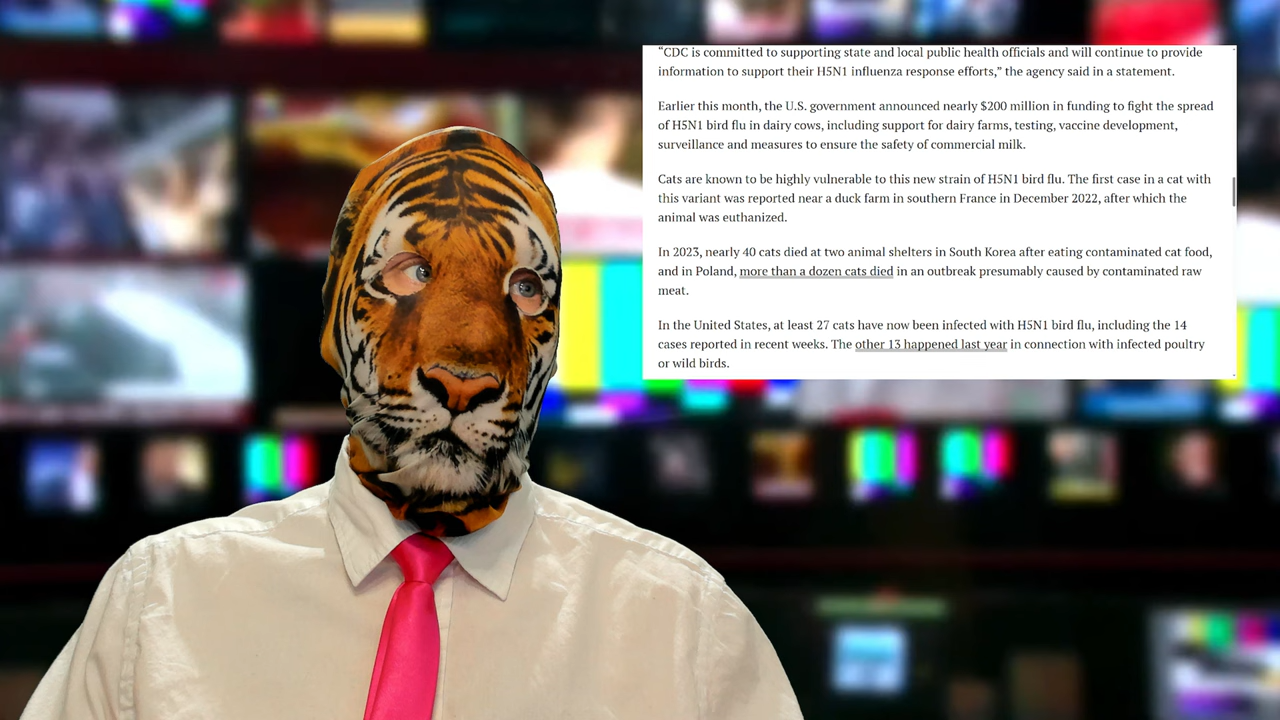 “CDC is committed to supporting state and local public health officials and will continue to provide
information to support their H5N1 influenza response efforts,” the agency said in a statement.
Earlier this month, the U.S. government announced nearly $200 million in funding to fight the spread
of H5N1 bird flu in dairy cows, including support for dairy farms, testing, vaccine development,
surveillance and measures to ensure the safety of commercial milk.
Cats are known to be highly vulnerable to this new strain of H5N1 bird flu. The first case in a cat with
this variant was reported near a duck farm in southern France in December 2022, after which the
animal was euthanized.
In 2023, nearly 40 cats died at two animal shelters in South Korea after eating contaminated cat food,
and in Poland, more than a dozen cats died in an outbreak presumably caused by contaminated raw
meat.
In the United States, at least 27 cats have now been infected with H5N1 bird flu, including the 14
cases reported in recent weeks. The other 13 happened last year in connection with infected poultry
or wild birds.